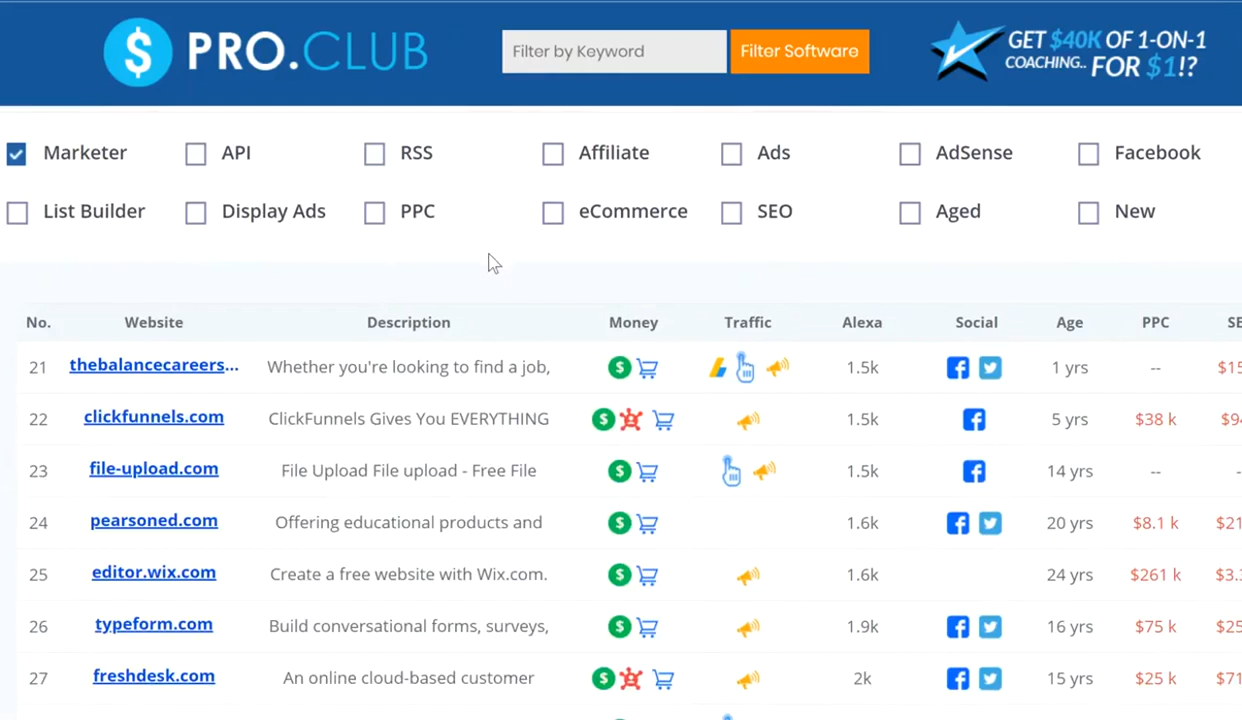 $ PRO.CLUB
Filter by Keyword
Filter Software
GET $40K OF 1-ON-1
COACHING.. FOR $1!?
Marketer API RSS Affiliate Ads AdSense Facebook
List Builder Display Ads PPC eCommerce SEO Aged New
No. Website Description Money Traffic Alexa Social Age PPC
21 thebalancecareers... Whether you're looking to find a job, $ 1.5k 1 yrs -- $15
22 clickfunnels.com ClickFunnels Gives You EVERYTHING $ 1.5k 5 yrs $38 k
23 file-upload.com File Upload File upload - Free File $ 1.5k 14 yrs --
24 pearsoned.com Offering educational products and $ 1.6k 20 yrs $8.1 k $21
25 editor.wix.com Create a free website with Wix.com. $ 1.6k 24 yrs $261 k $3.
26 typeform.com Build conversational forms, surveys, $ 1.9k 16 yrs $75 k $25
27 freshdesk.com An online cloud-based customer $ 2k 15 yrs $25 k $71